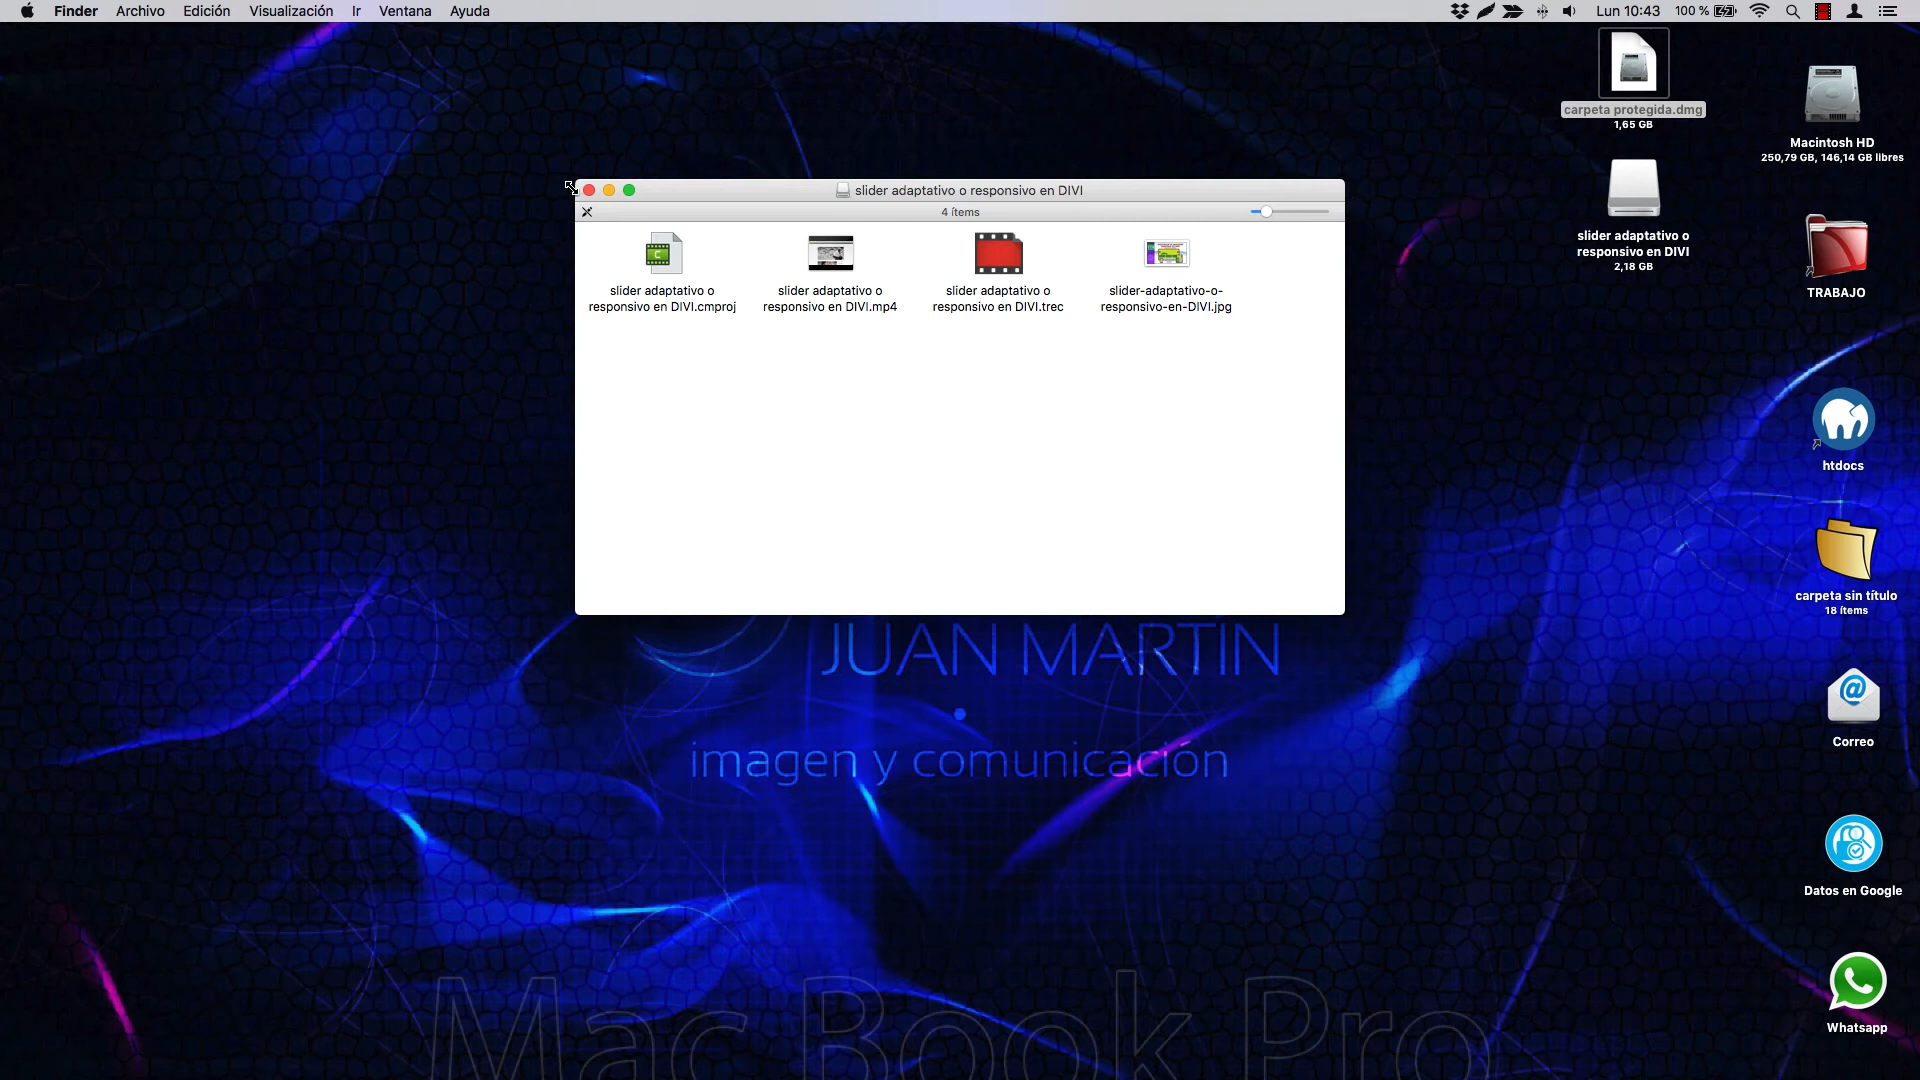 Finder Archivo Edición Visualización Ir Ventana Ayuda
Lun 10:43 100 %
carpeta protegida.dmg
1,65 GB
Macintosh HD
250,79 GB, 146,14 GB libres
slider adaptativo o
responsivo en DIVI
2,18 GB
TRABAJO
htdocs
carpeta sin título
18 ítems
Correo
Datos en Google
Whatsapp
slider adaptativo o responsivo en DIVI
4 ítems
slider adaptativo o
responsivo en DIVI.cmproj
slider adaptativo o
responsivo en DIVI.mp4
slider adaptativo o
responsivo en DIVI.trec
slider-adaptativo-o-
responsivo-en-DIVI.jpg
JUAN MARTIN
imagen y comunicacion
Mac Book Pro